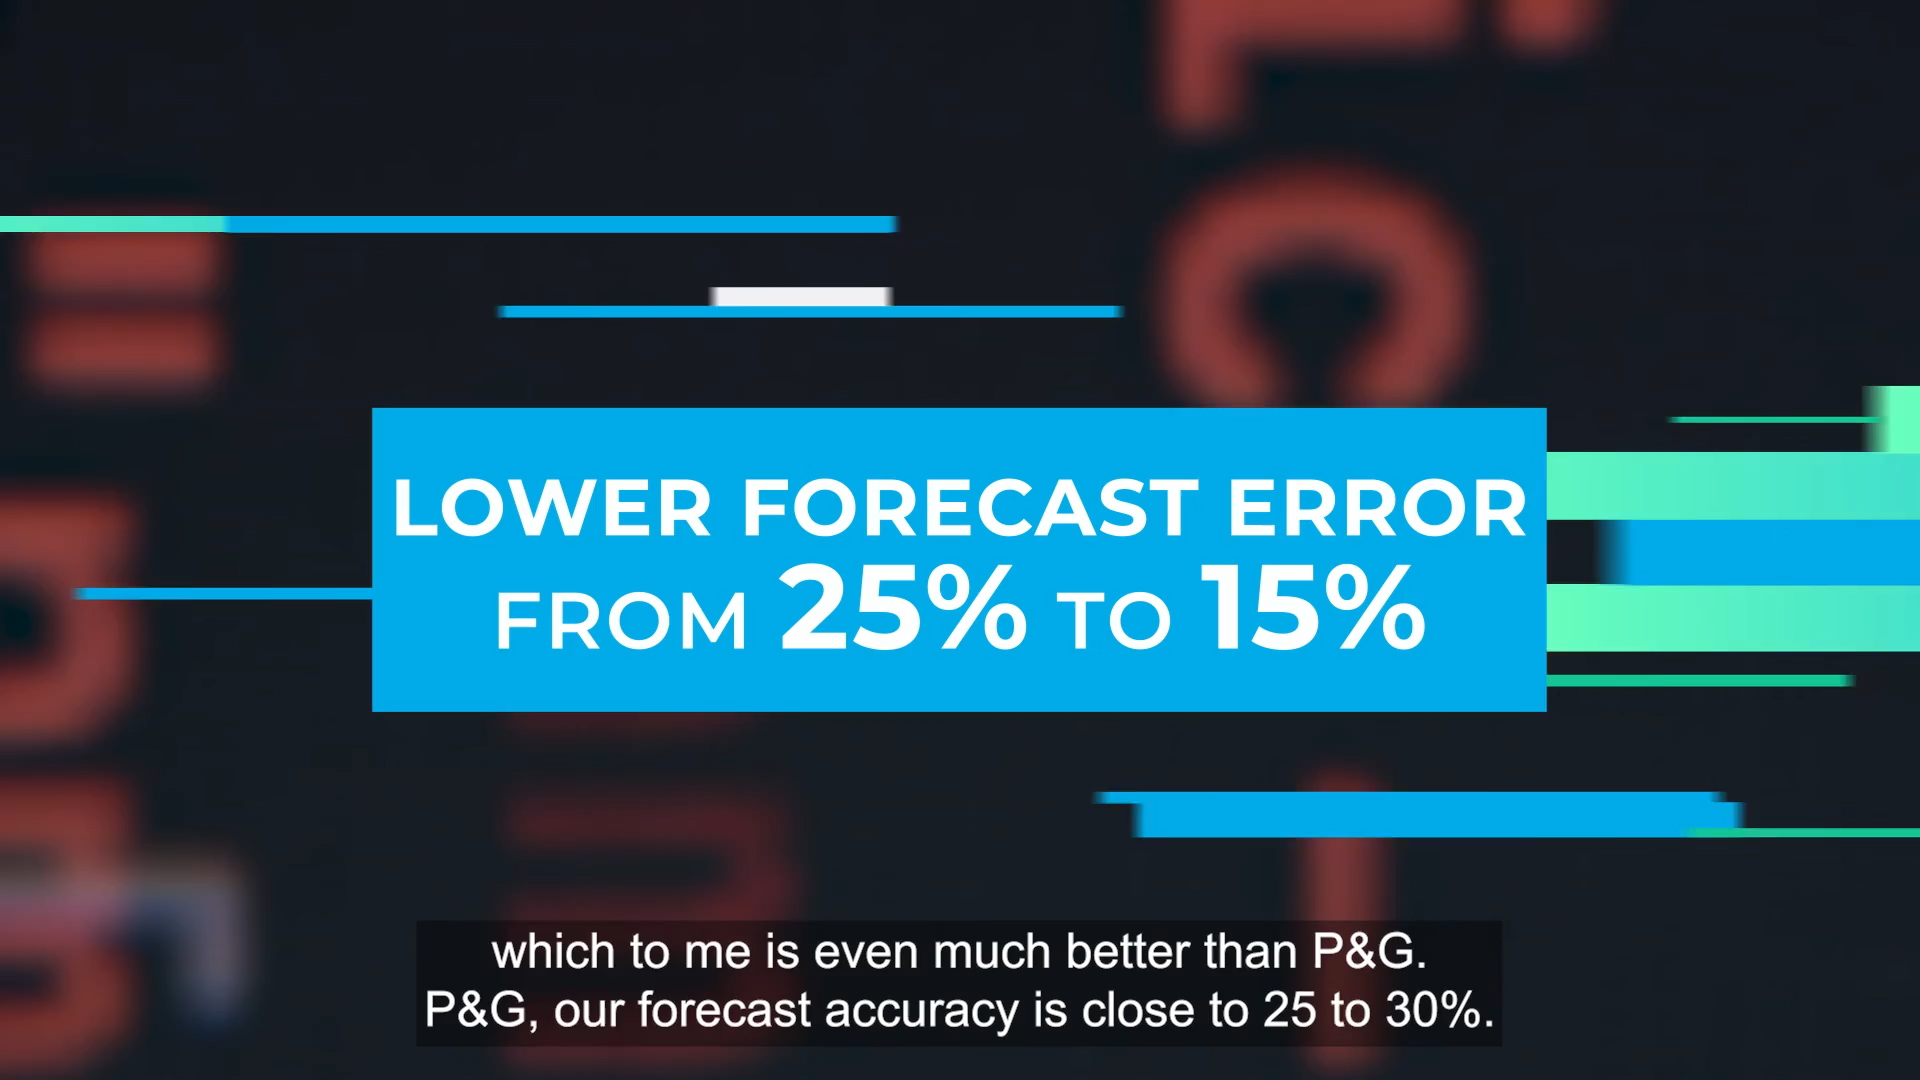 LOWER FORECAST ERROR
FROM 25% TO 15%
which to me is even much better than P&G.
P&G, our forecast accuracy is close to 25 to 30%.